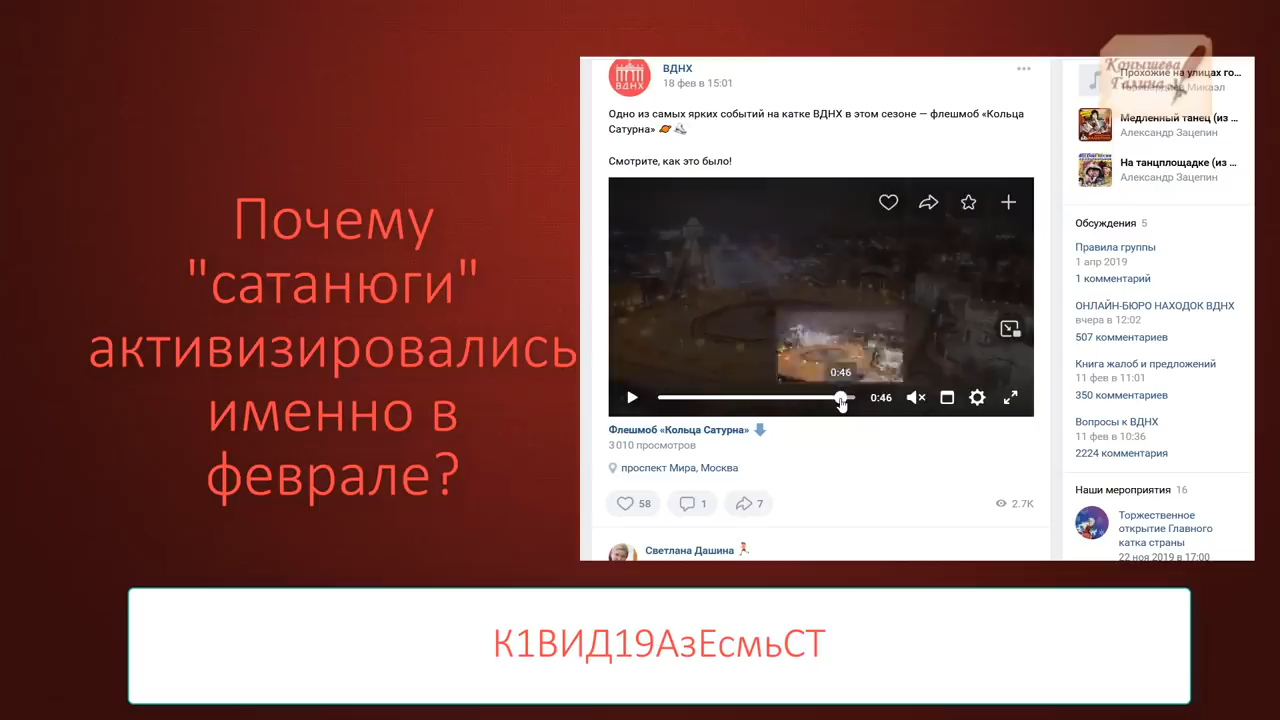 Почему
"сатанюги"
активизировались
именно в
феврале?
ВДНХ
ВДНХ
18 фев в 15:01
Одно из самых ярких событий на катке ВДНХ в этом сезоне — флешмоб «Кольца
Сатурна» 🪐⛸
Смотрите, как это было!
0:46
0:46
Флешмоб «Кольца Сатурна»
3 010 просмотров
проспект Мира, Москва
58
1
7
2.7K
Светлана Дашина
Конышева
Галина
Прохожие на улицах го...
Микаэл
Медленный танец (из ...
Александр Зацепин
На танцплощадке (из ...
Александр Зацепин
Обсуждения 5
Правила группы
1 апр 2019
1 комментарий
ОНЛАЙН-БЮРО НАХОДОК ВДНХ
вчера в 12:02
507 комментариев
Книга жалоб и предложений
11 фев в 11:01
350 комментариев
Вопросы к ВДНХ
11 фев в 10:36
2224 комментария
Наши мероприятия 16
Торжественное
открытие Главного
катка страны
22 ноя 2019 в 17:00
К1ВИД19АзЕсмьСТ